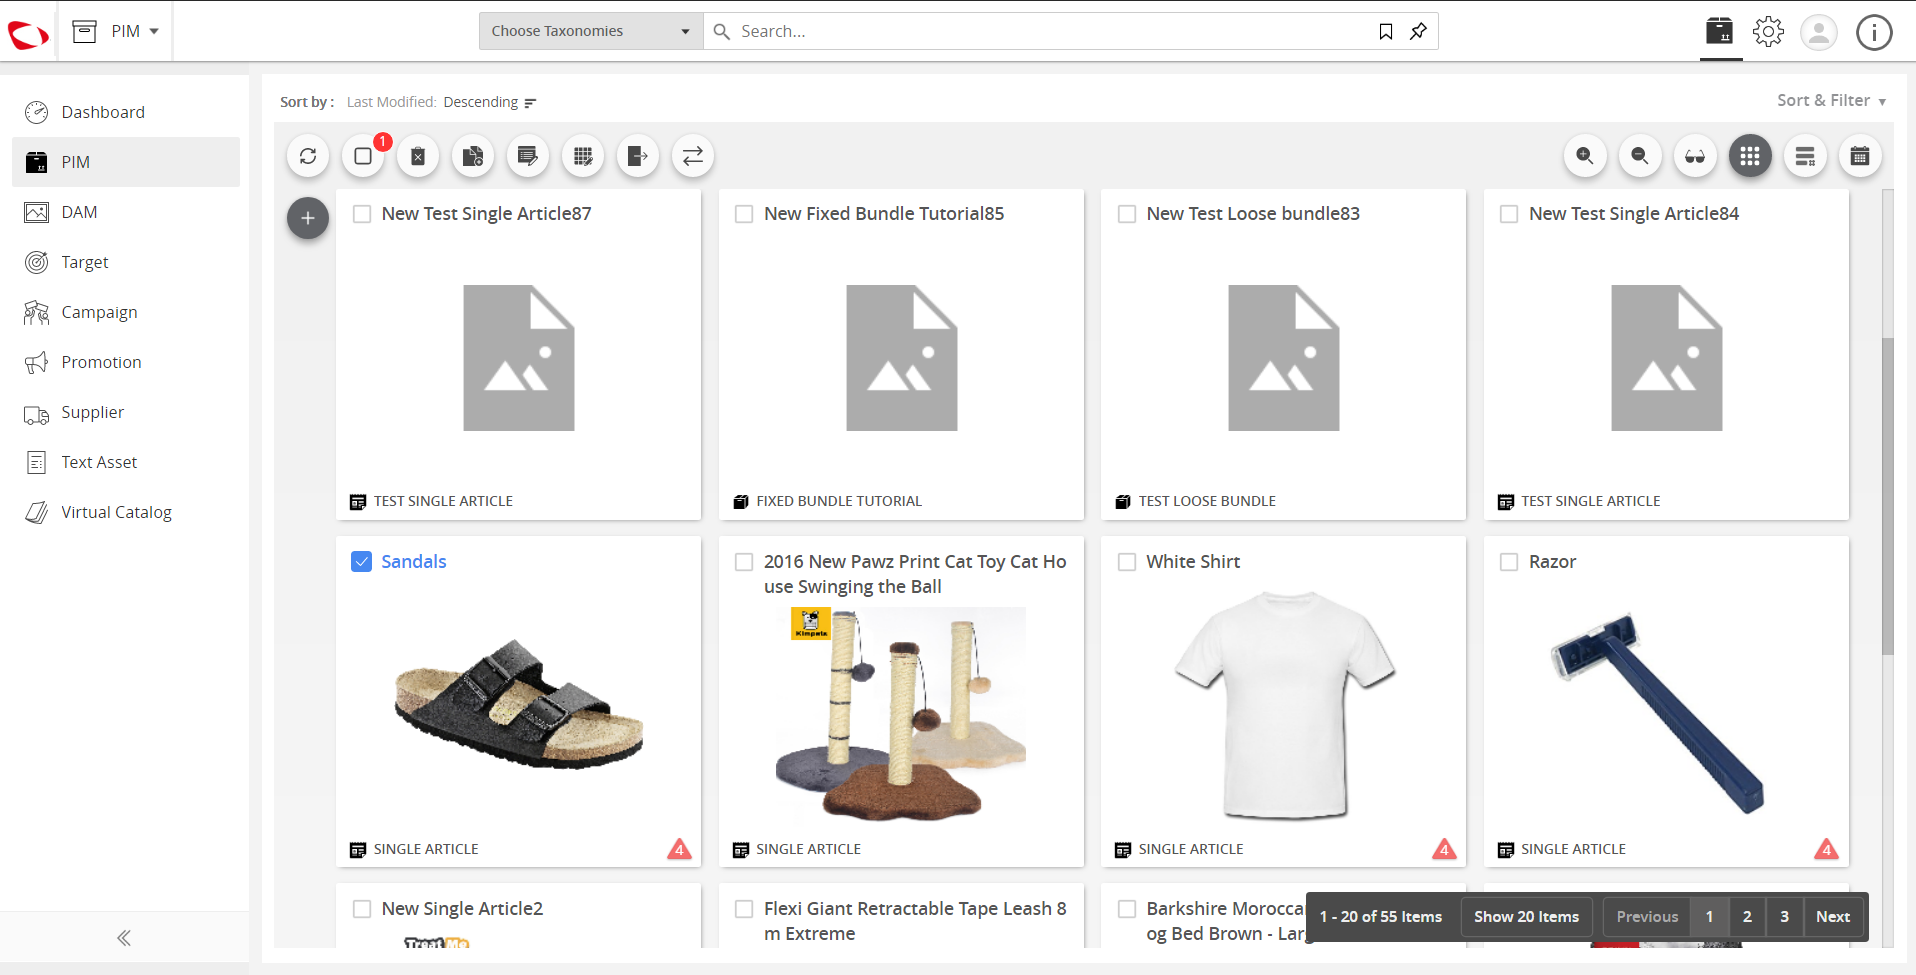 PIM
Choose Taxonomies
Search...
Dashboard
PIM
DAM
Target
Campaign
Promotion
Supplier
Text Asset
Virtual Catalog
Sort by : Last Modified: Descending
Sort & Filter
1
New Test Single Article87
TEST SINGLE ARTICLE
New Fixed Bundle Tutorial85
FIXED BUNDLE TUTORIAL
New Test Loose bundle83
TEST LOOSE BUNDLE
New Test Single Article84
TEST SINGLE ARTICLE
Sandals
SINGLE ARTICLE
4
2016 New Pawz Print Cat Toy Cat Ho
use Swinging the Ball
Kimpets
SINGLE ARTICLE
White Shirt
SINGLE ARTICLE
4
Razor
SINGLE ARTICLE
4
New Single Article2
Treat Me
Flexi Giant Retractable Tape Leash 8
m Extreme
Barkshire Morocca
og Bed Brown - Larg
1 - 20 of 55 Items
Show 20 Items
Previous
1
2
3
Next